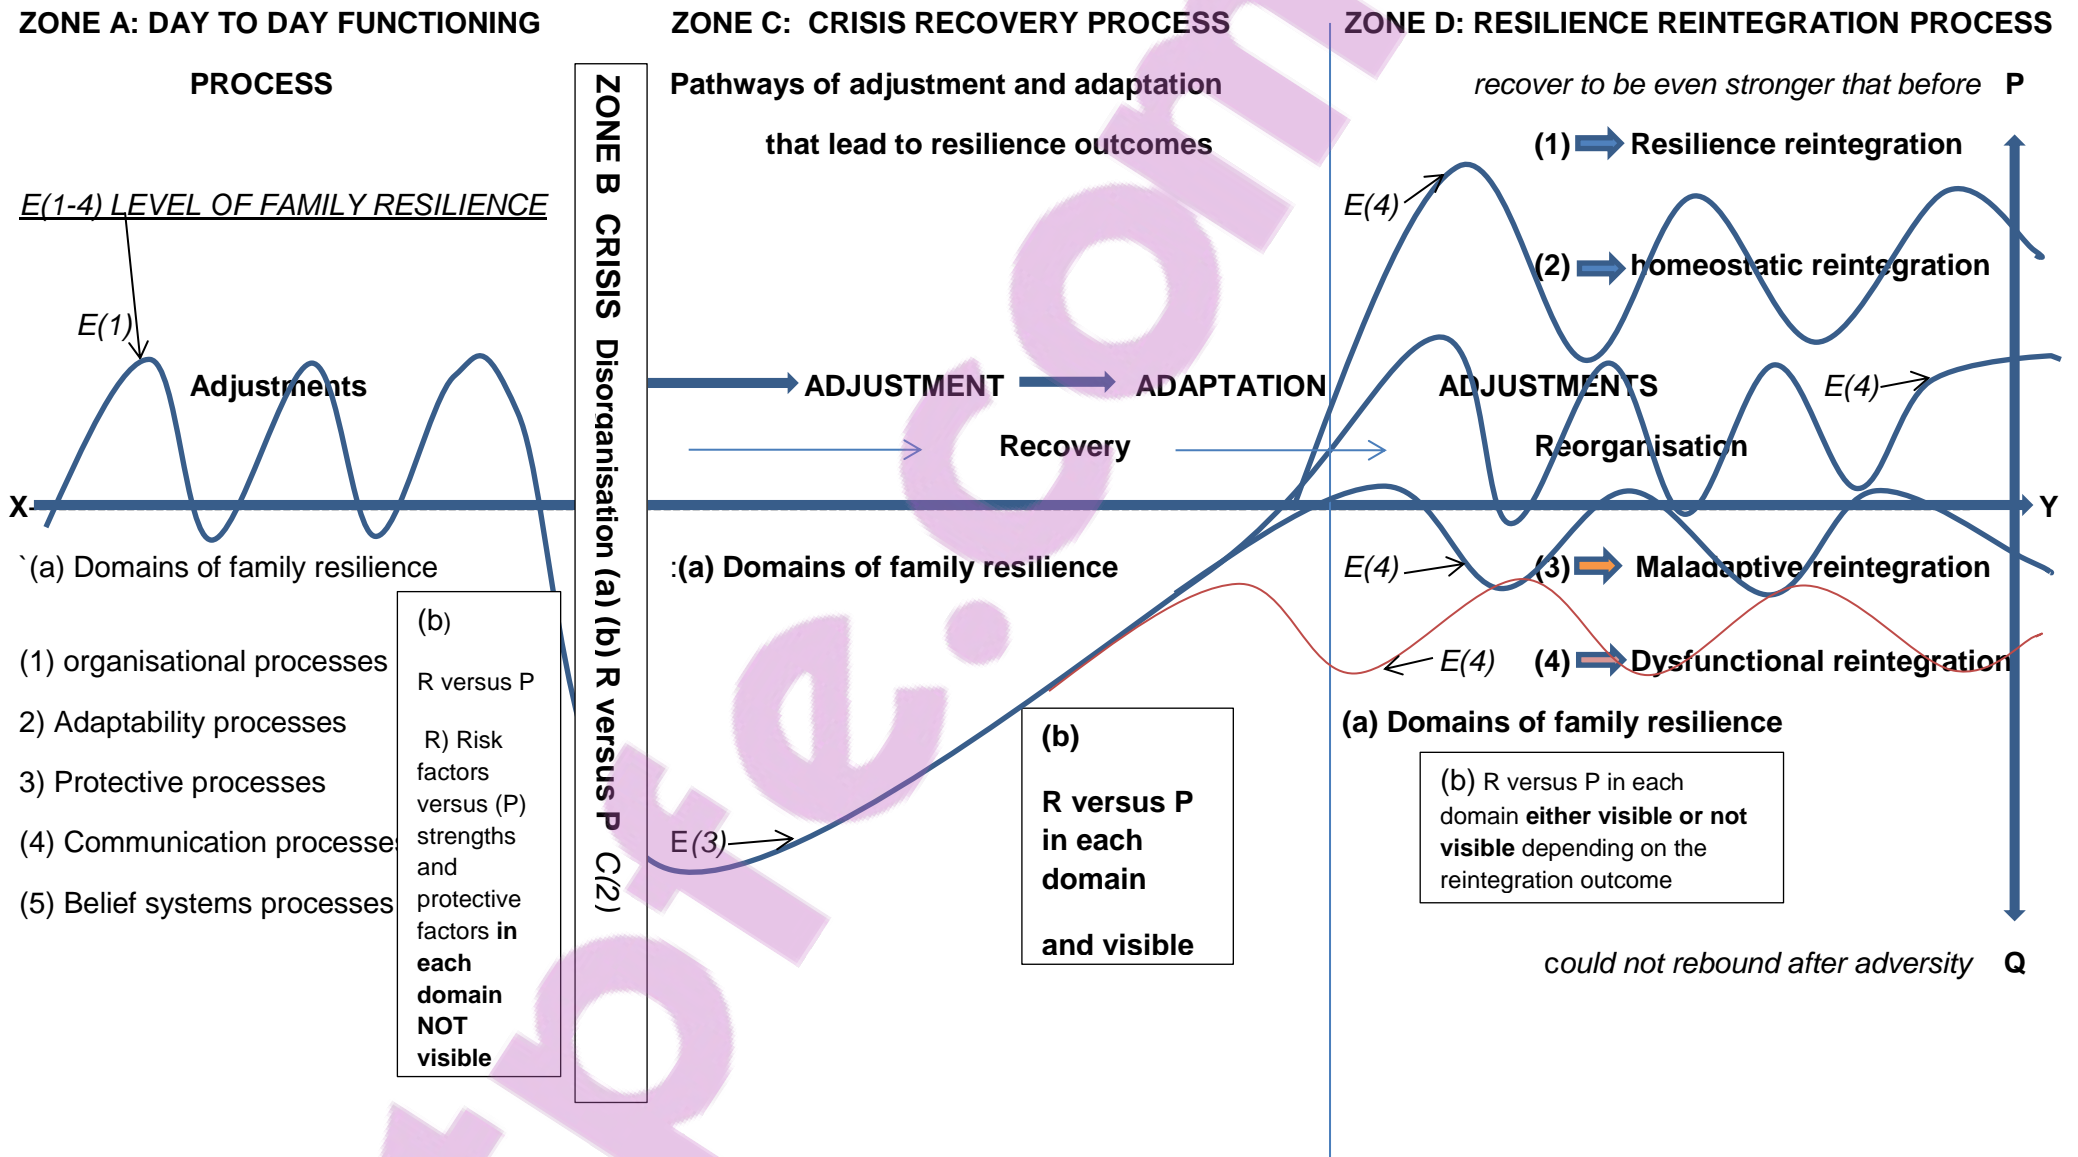 ZONE A: DAY TO DAY FUNCTIONING
PROCESS
E(1-4) LEVEL OF FAMILY RESILIENCE
E(1)
Adjustments
X-
`(a) Domains of family resilience
(1) organisational processes
2) Adaptability processes
3) Protective processes
(4) Communication processes
(5) Belief systems processes
(b)
R versus P
R) Risk
factors
versus (P)
strengths
and
protective
factors in
each
domain
NOT
visible
ZONE B CRISIS Disorganisation (a) (b) R versus P C(2)
ZONE C: CRISIS RECOVERY PROCESS
Pathways of adjustment and adaptation
that lead to resilience outcomes
ADJUSTMENT
ADAPTATION
Recovery
:(a) Domains of family resilience
E(3)
(b)
R versus P
in each
domain
and visible
ZONE D: RESILIENCE REINTEGRATION PROCESS
recover to be even stronger that before P
(1) Resilience reintegration
E(4)
(2) homeostatic reintegration
ADJUSTMENTS
E(4)
Reorganisation
Y
E(4)
(3) Maladaptive reintegration
E(4)
(4) Dysfunctional reintegration
(a) Domains of family resilience
(b) R versus P in each
domain either visible or not
visible depending on the
reintegration outcome
could not rebound after adversity Q
pfe.com